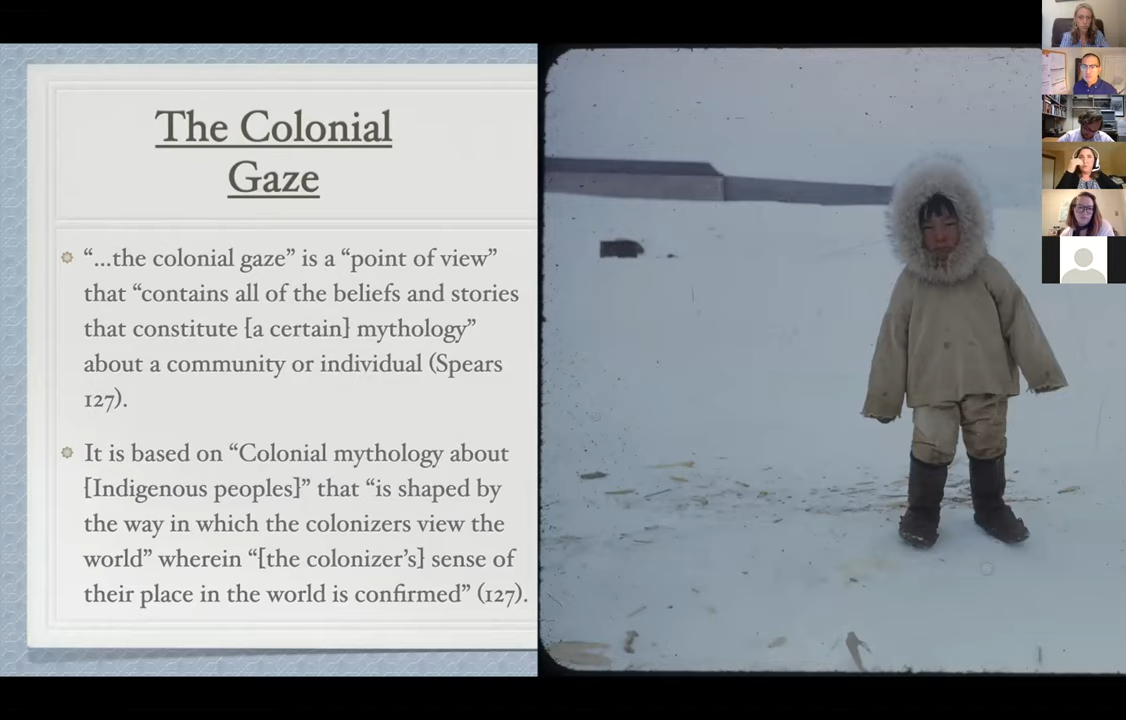 The Colonial
Gaze
“...the colonial gaze” is a “point of view”
that “contains all of the beliefs and stories
that constitute [a certain] mythology”
about a community or individual (Spears
127).
It is based on “Colonial mythology about
[Indigenous peoples]” that “is shaped by
the way in which the colonizers view the
world” wherein “[the colonizer’s] sense of
their place in the world is confirmed” (127).